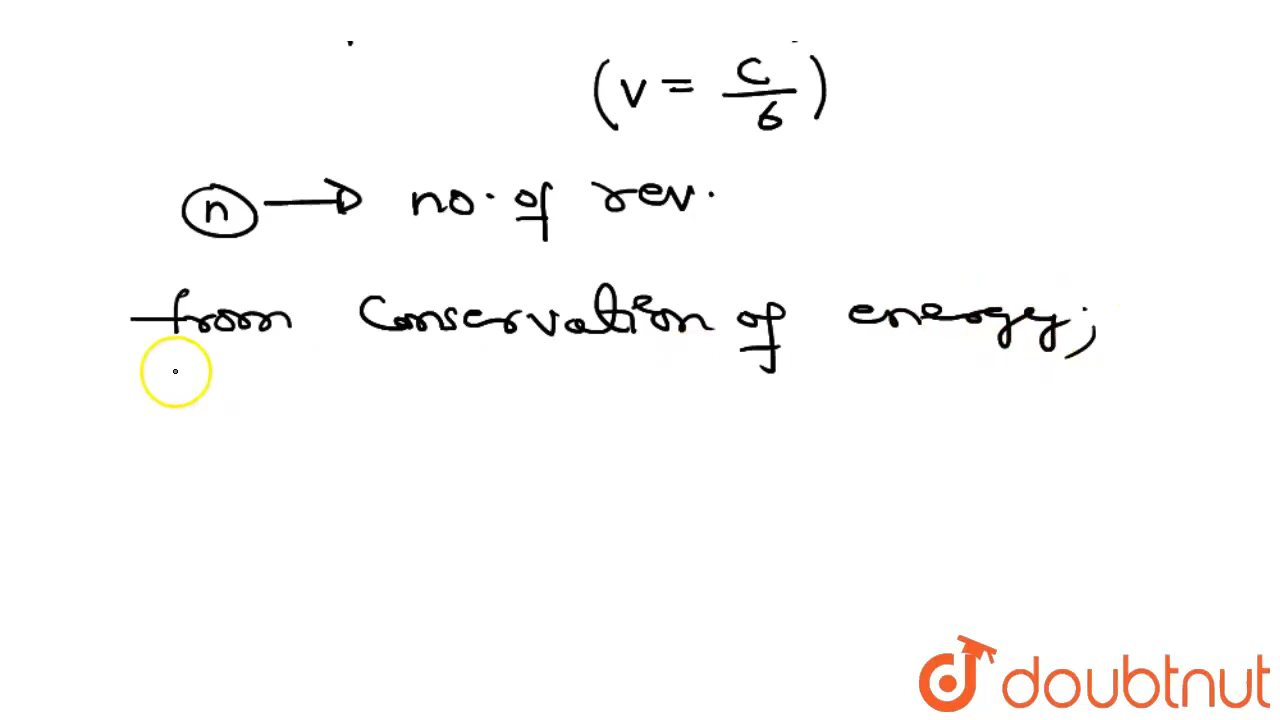 (v = c/6)
n → no. of rev.
from Conservation of energy;
doubtnut